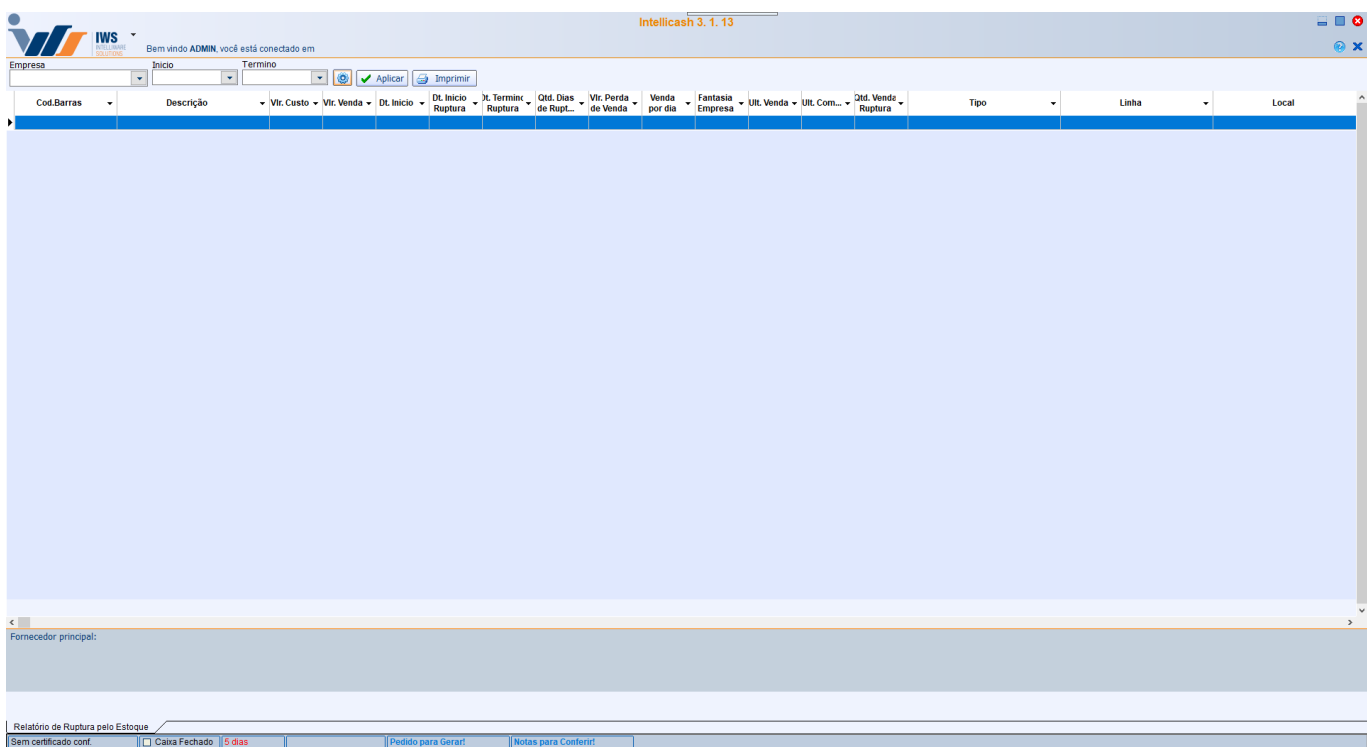 Intellicash 3. 1. 13
IWS
INTELLIWARE
SOLUTIONS
Bem vindo ADMIN, você está conectado em
Empresa
Inicio
Termino
Aplicar
Imprimir
Cod.Barras
Descrição
Vlr. Custo
Vlr. Venda
Dt. Inicio
Dt. Inicio
Ruptura
Dt. Termino
Ruptura
Qtd. Dias
de Rupt...
Vlr. Perda
de Venda
Venda
por dia
Fantasia
Empresa
Ult. Venda
Ult. Com...
Qtd. Venda
Ruptura
Tipo
Linha
Local
Fornecedor principal:
Relatório de Ruptura pelo Estoque
Sem certificado conf.
Caixa Fechado
5 dias
Pedido para Gerar!
Notas para Conferir!